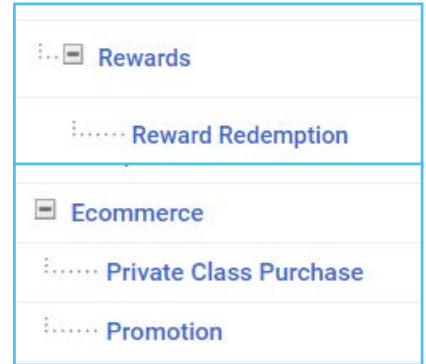 Rewards
Reward Redemption
Ecommerce
Private Class Purchase
Promotion